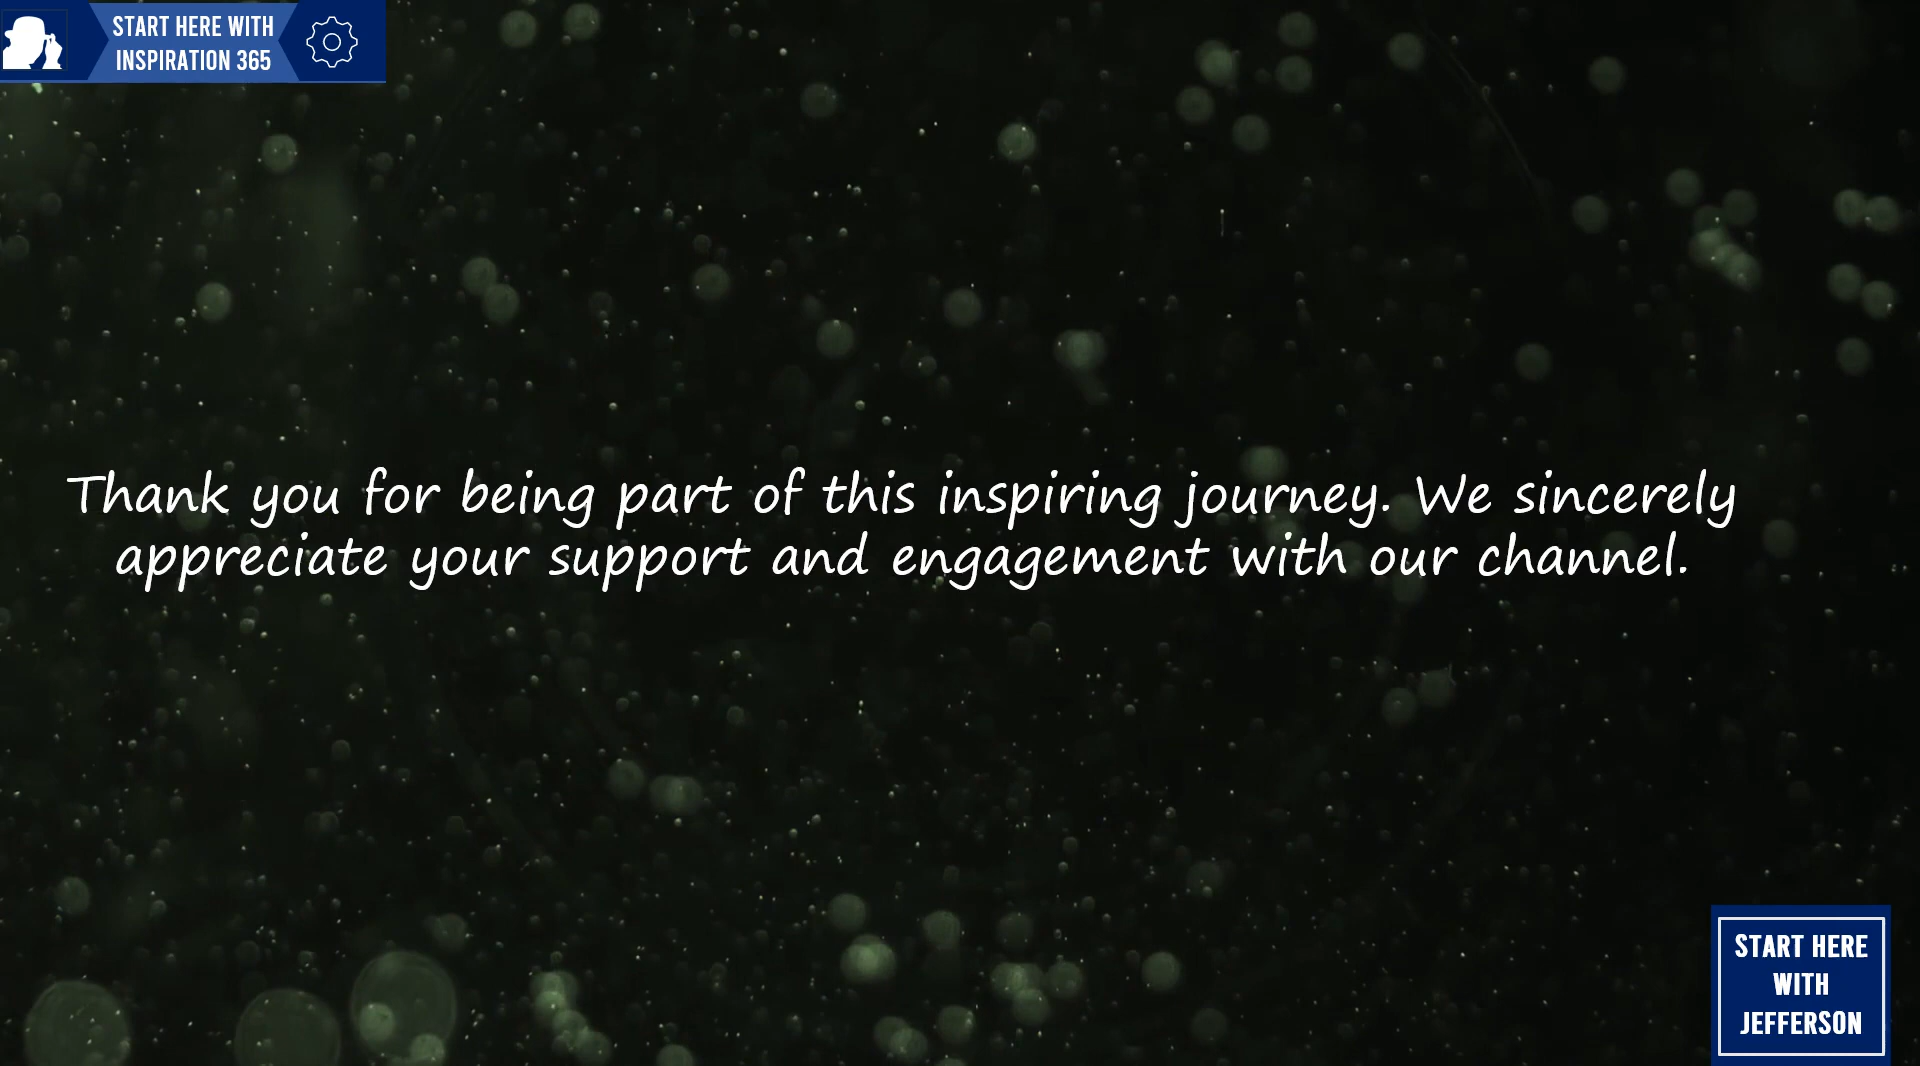 START HERE WITH
INSPIRATION 365
Thank you for being part of this inspiring journey. We sincerely
appreciate your support and engagement with our channel.
START HERE
WITH
JEFFERSON